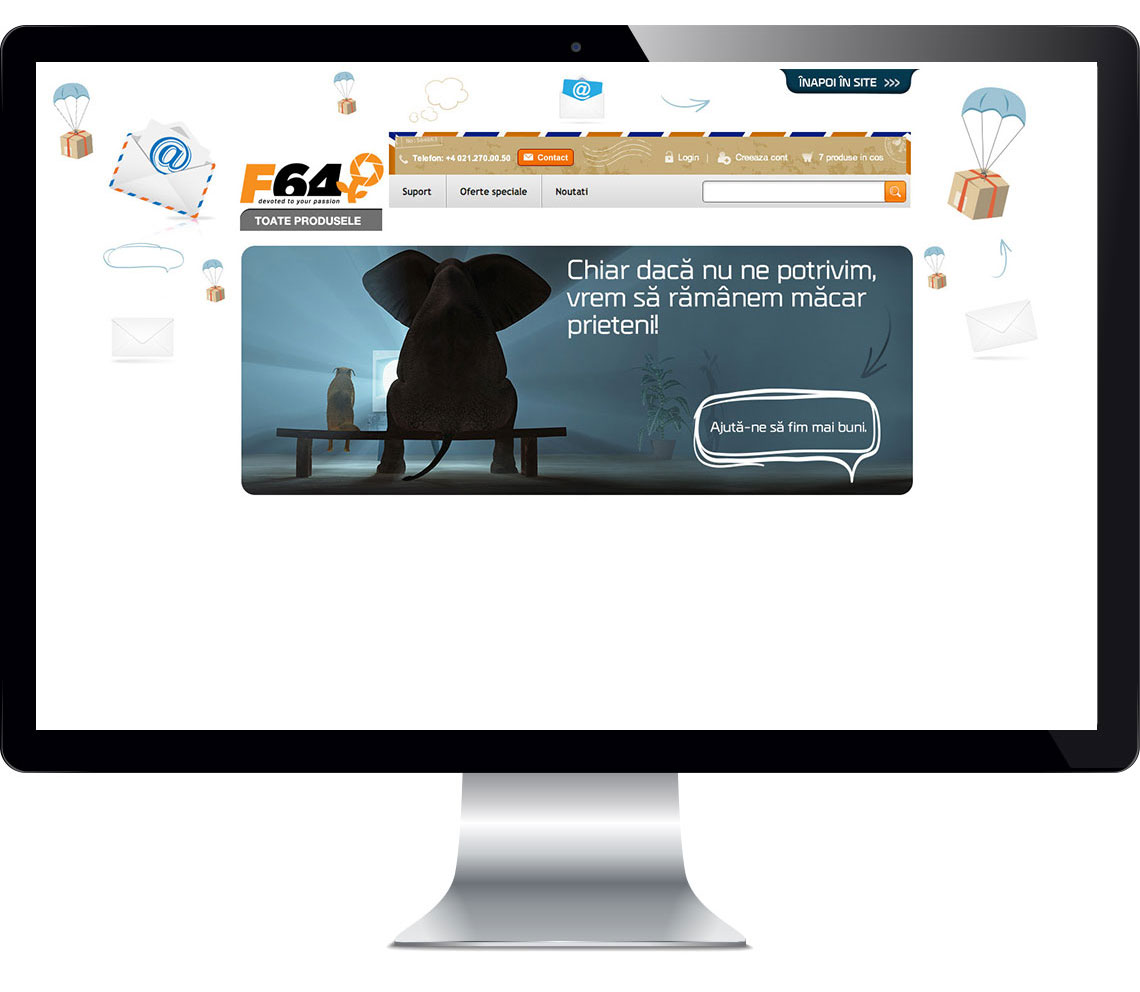 ÎNAPOI ÎN SITE >>>
@
@
Telefon: +4 021.270.00.50 Contact
Login | Creeaza cont 7 produse in cos
F64
devoted to your passion
Suport Oferte speciale Noutati
TOATE PRODUSELE
Chiar dacă nu ne potrivim,
vrem să rămânem măcar
prieteni!
Ajută-ne să fim mai buni.